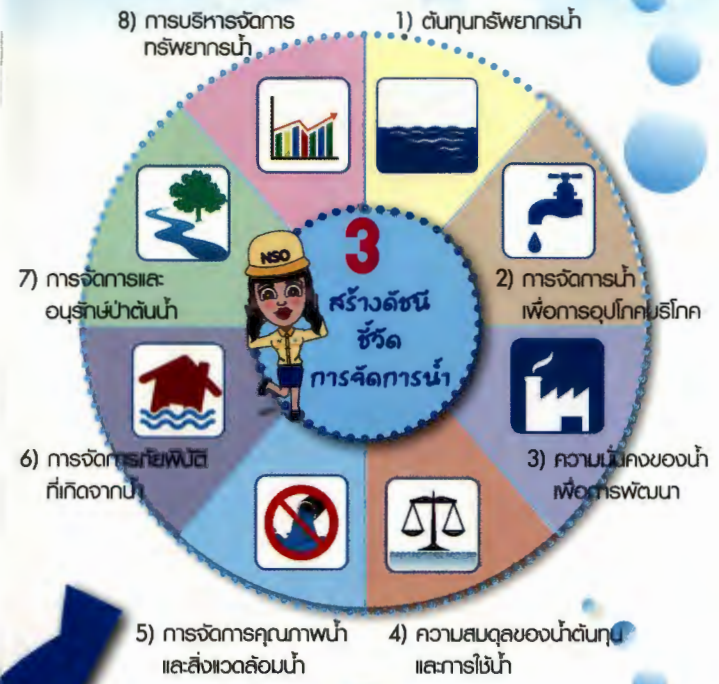 8) การบริหารจัดการ
ทรัพยากรน้ำ
1) ต้นทุนทรัพยากรน้ำ
NSO
3
สร้างดัชนี
ชี้วัด
การจัดการน้ำ
2) การจัดการน้ำ
เพื่อการอุปโภคบริโภค
7) การจัดการและ
อนุรักษ์ป่าต้นน้ำ
3) ความมั่นคงของน้ำ
เพื่อการพัฒนา
6) การจัดการภัยพิบัติ
ที่เกิดจากน้ำ
5) การจัดการคุณภาพน้ำ
และสิ่งแวดล้อมน้ำ
4) ความสมดุลของน้ำต้นทุน
และการใช้น้ำ